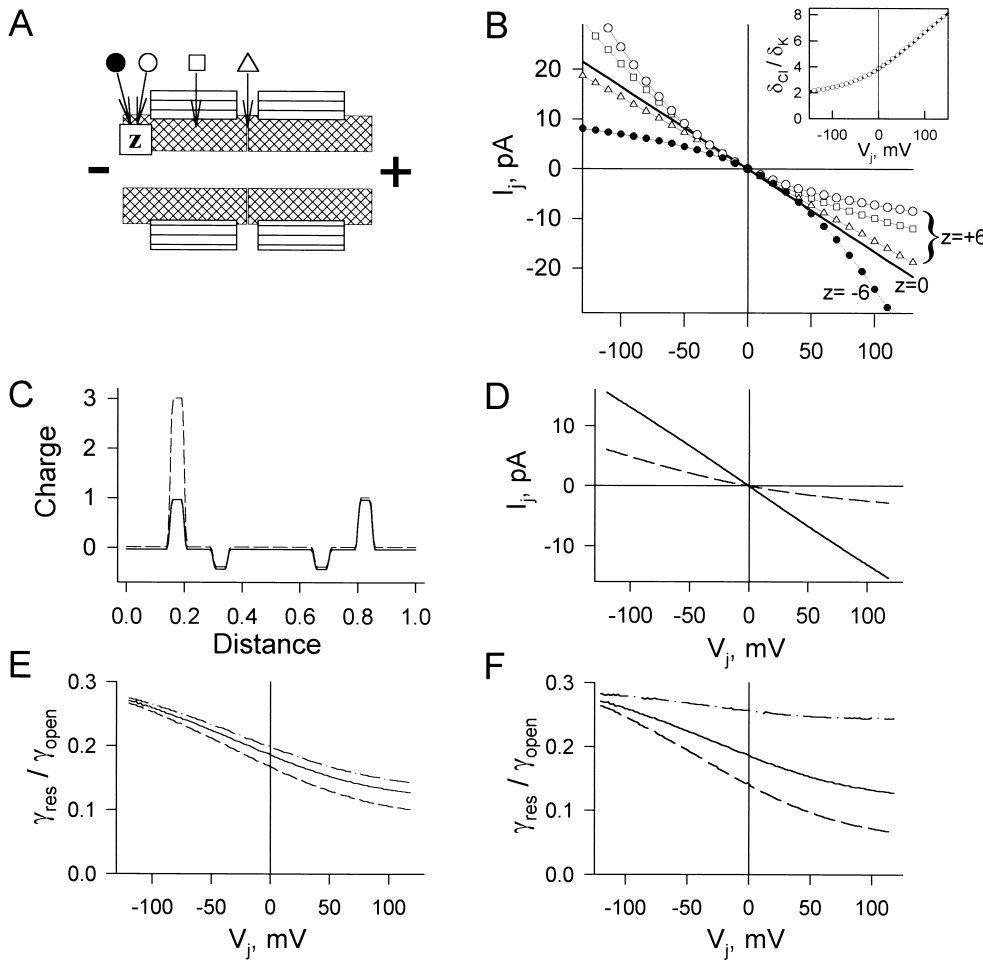 A
z
- +
B
I_j, pA
20
10
0
-10
-20
-100 -50 0 50 100
z=+6
z=0
z= -6
δ_Cl / δ_K
8
6
4
2
0
-100 0 100
V_j, mV
C
Charge
3
2
1
0
0.0 0.2 0.4 0.6 0.8 1.0
Distance
D
I_j, pA
10
0
-10
-100 -50 0 50 100
V_j, mV
E
γ_res / γ_open
0.3
0.2
0.1
0.0
-100 -50 0 50 100
V_j, mV
F
γ_res / γ_open
0.3
0.2
0.1
0.0
-100 -50 0 50 100
V_j, mV